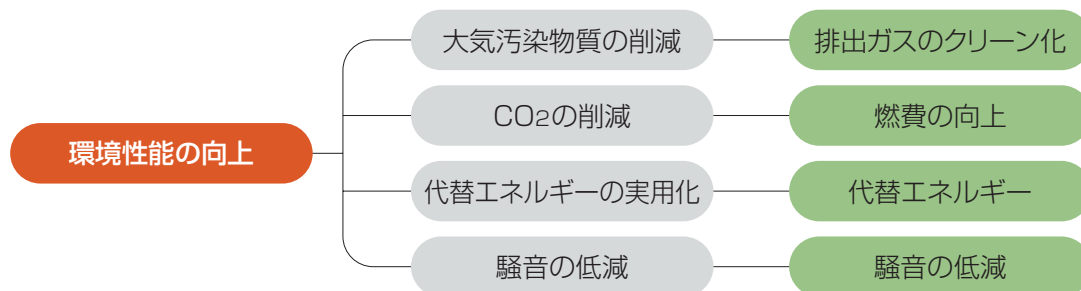 環境性能の向上
大気汚染物質の削減
排出ガスのクリーン化
CO2の削減
燃費の向上
代替エネルギーの実用化
代替エネルギー
騒音の低減
騒音の低減